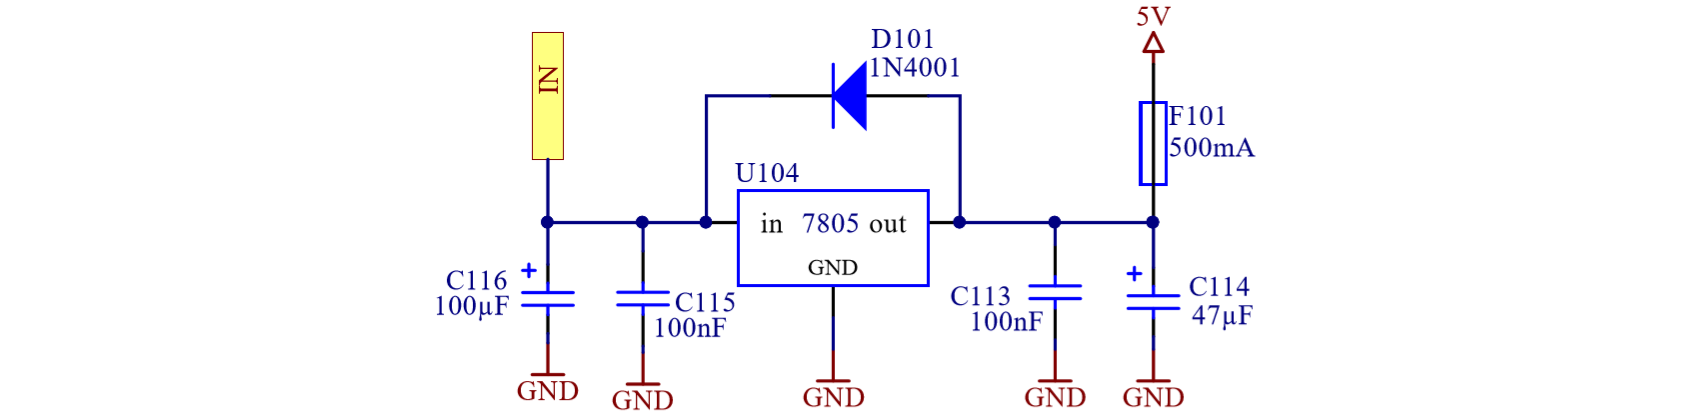 5V
D101
1N4001
IN
F101
500mA
U104
in 7805 out
GND
C116
100µF
C115
100nF
C113
100nF
C114
47µF
GND
GND
GND
GND
GND